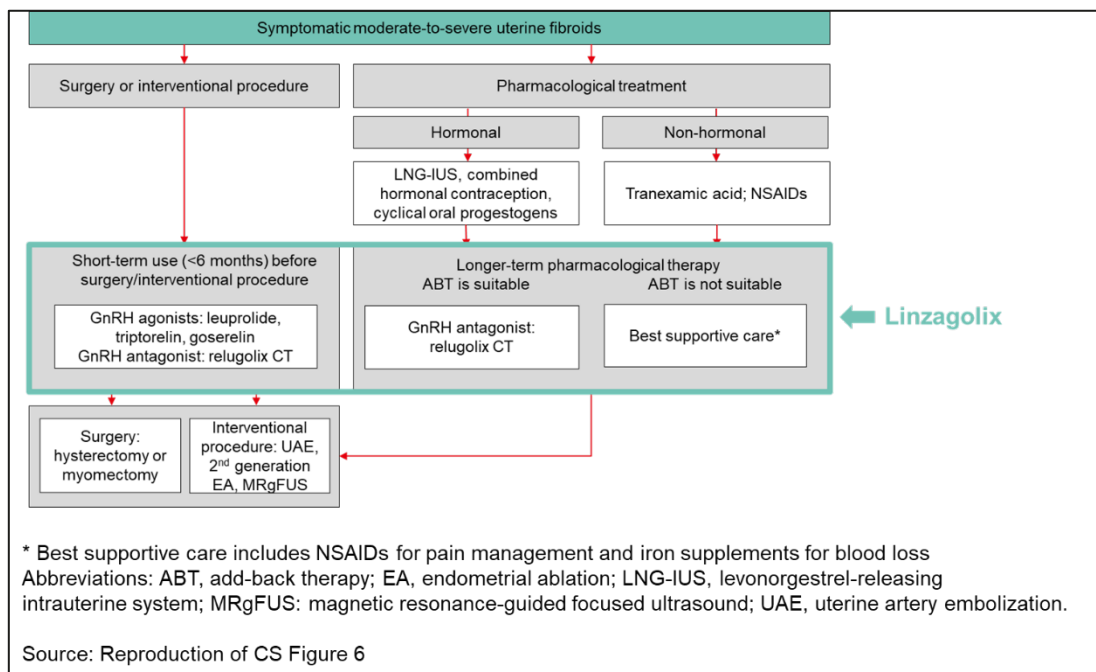 Symptomatic moderate-to-severe uterine fibroids
Surgery or interventional procedure
Pharmacological treatment
Hormonal
Non-hormonal
LNG-IUS, combined
hormonal contraception,
cyclical oral progestogens
Tranexamic acid; NSAIDs
Short-term use (<6 months) before
surgery/interventional procedure
GnRH agonists: leuprolide,
triptorelin, goserelin
GnRH antagonist: relugolix CT
Longer-term pharmacological therapy
ABT is suitable
ABT is not suitable
GnRH antagonist:
relugolix CT
Best supportive care*
Linzagolix
Surgery:
hysterectomy or
myomectomy
Interventional
procedure: UAE,
2nd generation
EA, MRgFUS
* Best supportive care includes NSAIDs for pain management and iron supplements for blood loss
Abbreviations: ABT, add-back therapy; EA, endometrial ablation; LNG-IUS, levonorgestrel-releasing
intrauterine system; MRgFUS: magnetic resonance-guided focused ultrasound; UAE, uterine artery embolization.
Source: Reproduction of CS Figure 6